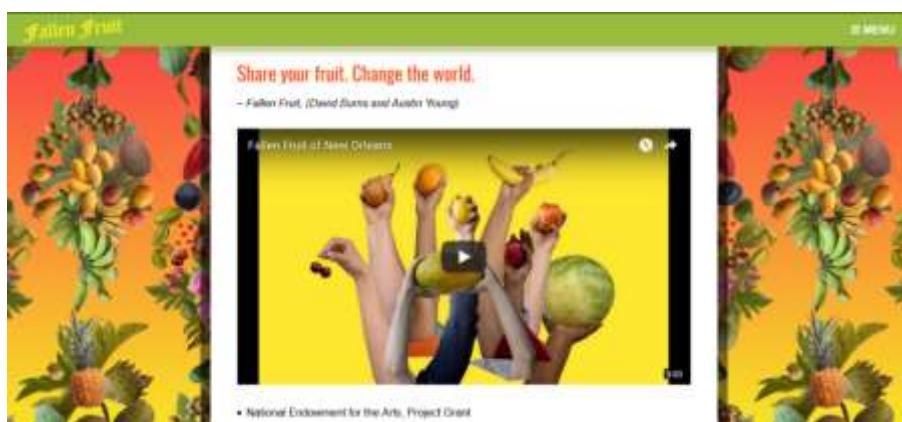 Fallen Fruit
☰ MENU
Share your fruit. Change the world.
– Fallen Fruit, (David Burns and Austin Young)
Fallen Fruit of New Orleans
• National Endowment for the Arts, Project Grant